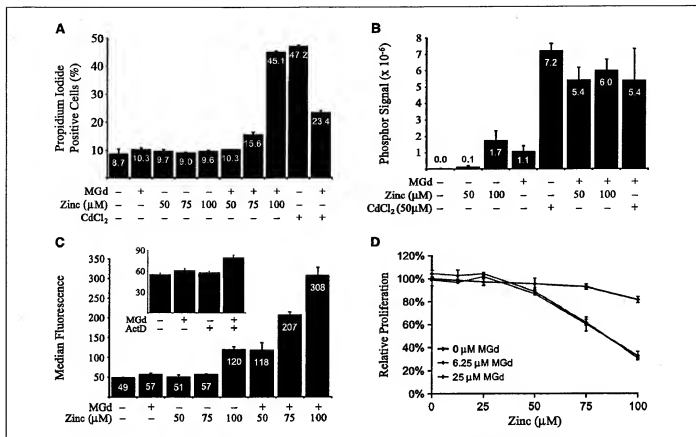 A
Propidium Iodide
Positive Cells (%)
50
40
30
20
10
8.7
10.3
9.7
9.0
9.6
10.3
15.6
45.1
47.2
23.4
MGd − + − − − + + + − +
Zinc (µM) − − 50 75 100 50 75 100 − −
CdCl2 − − − − − − − − + +
B
Phosphor Signal (x 10-6)
8
7
6
5
4
3
2
1
0
0.0
0.1
1.7
1.1
7.2
5.4
6.0
5.4
MGd − − − + − + + +
Zinc (µM) − 50 100 − − 50 100 −
CdCl2 (50µM) − − − − + − − +
C
Median Fluorescence
350
300
250
200
150
100
50
49
57
51
57
120
118
207
308
MGd − + − − − + + +
Zinc (µM) − − 50 75 100 50 75 100
90
60
30
MGd − + − +
ActD − − + +
D
Relative Proliferation
120%
100%
80%
60%
40%
20%
0%
0 µM MGd
6.25 µM MGd
25 µM MGd
0
25
50
75
100
Zinc (µM)